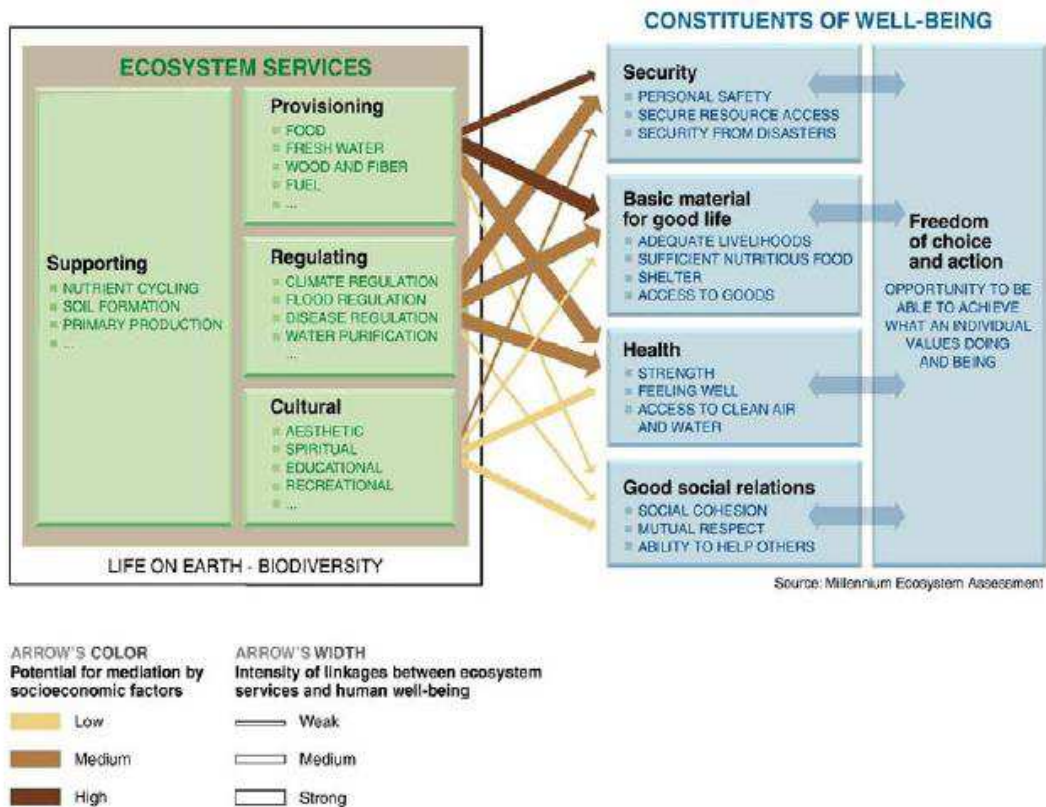 CONSTITUENTS OF WELL-BEING
ECOSYSTEM SERVICES
Supporting
NUTRIENT CYCLING
SOIL FORMATION
PRIMARY PRODUCTION
...
Provisioning
FOOD
FRESH WATER
WOOD AND FIBER
FUEL
...
Regulating
CLIMATE REGULATION
FLOOD REGULATION
DISEASE REGULATION
WATER PURIFICATION
...
Cultural
AESTHETIC
SPIRITUAL
EDUCATIONAL
RECREATIONAL
...
LIFE ON EARTH - BIODIVERSITY
Security
PERSONAL SAFETY
SECURE RESOURCE ACCESS
SECURITY FROM DISASTERS
Basic material
for good life
ADEQUATE LIVELIHOODS
SUFFICIENT NUTRITIOUS FOOD
SHELTER
ACCESS TO GOODS
Health
STRENGTH
FEELING WELL
ACCESS TO CLEAN AIR
AND WATER
Good social relations
SOCIAL COHESION
MUTUAL RESPECT
ABILITY TO HELP OTHERS
Freedom
of choice
and action
OPPORTUNITY TO BE
ABLE TO ACHIEVE
WHAT AN INDIVIDUAL
VALUES DOING
AND BEING
Source: Millennium Ecosystem Assessment
ARROW'S COLOR
Potential for mediation by
socioeconomic factors
Low
Medium
High
ARROW'S WIDTH
Intensity of linkages between ecosystem
services and human well-being
Weak
Medium
Strong